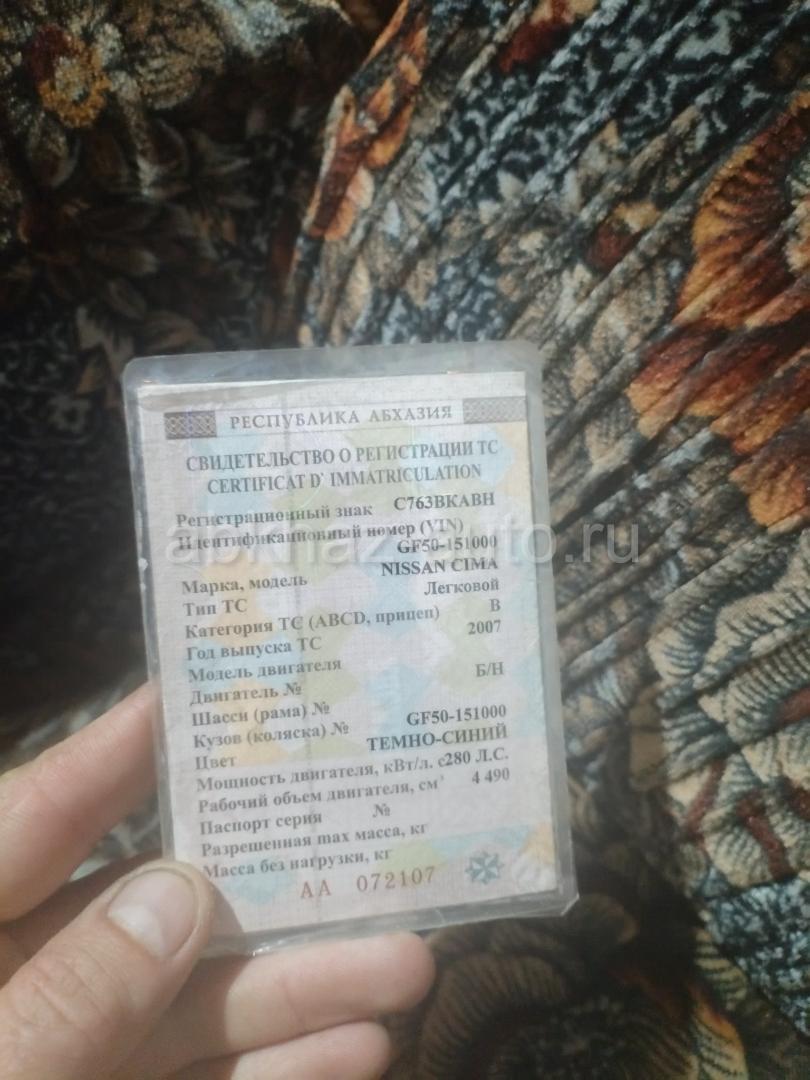 РЕСПУБЛИКА АБХАЗИЯ
СВИДЕТЕЛЬСТВО О РЕГИСТРАЦИИ ТС
CERTIFICAT D` IMMATRICULATION
Регистрационный знак С763ВКАВН
Идентификационный номер (VIN)
GF50-151000
Марка, модель NISSAN CIMA
Тип ТС Легковой
Категория ТС (ABCD, прицеп) B
Год выпуска ТС 2007
Модель двигателя
Двигатель № Б/Н
Шасси (рама) №
Кузов (коляска) № GF50-151000
Цвет ТЕМНО-СИНИЙ
Мощность двигателя, кВт/л. с280 Л.С.
Рабочий объем двигателя, см³ 4 490
Паспорт серия №
Разрешенная max масса, кг
Масса без нагрузки, кг
АА 072107
abkhaz-auto.ru